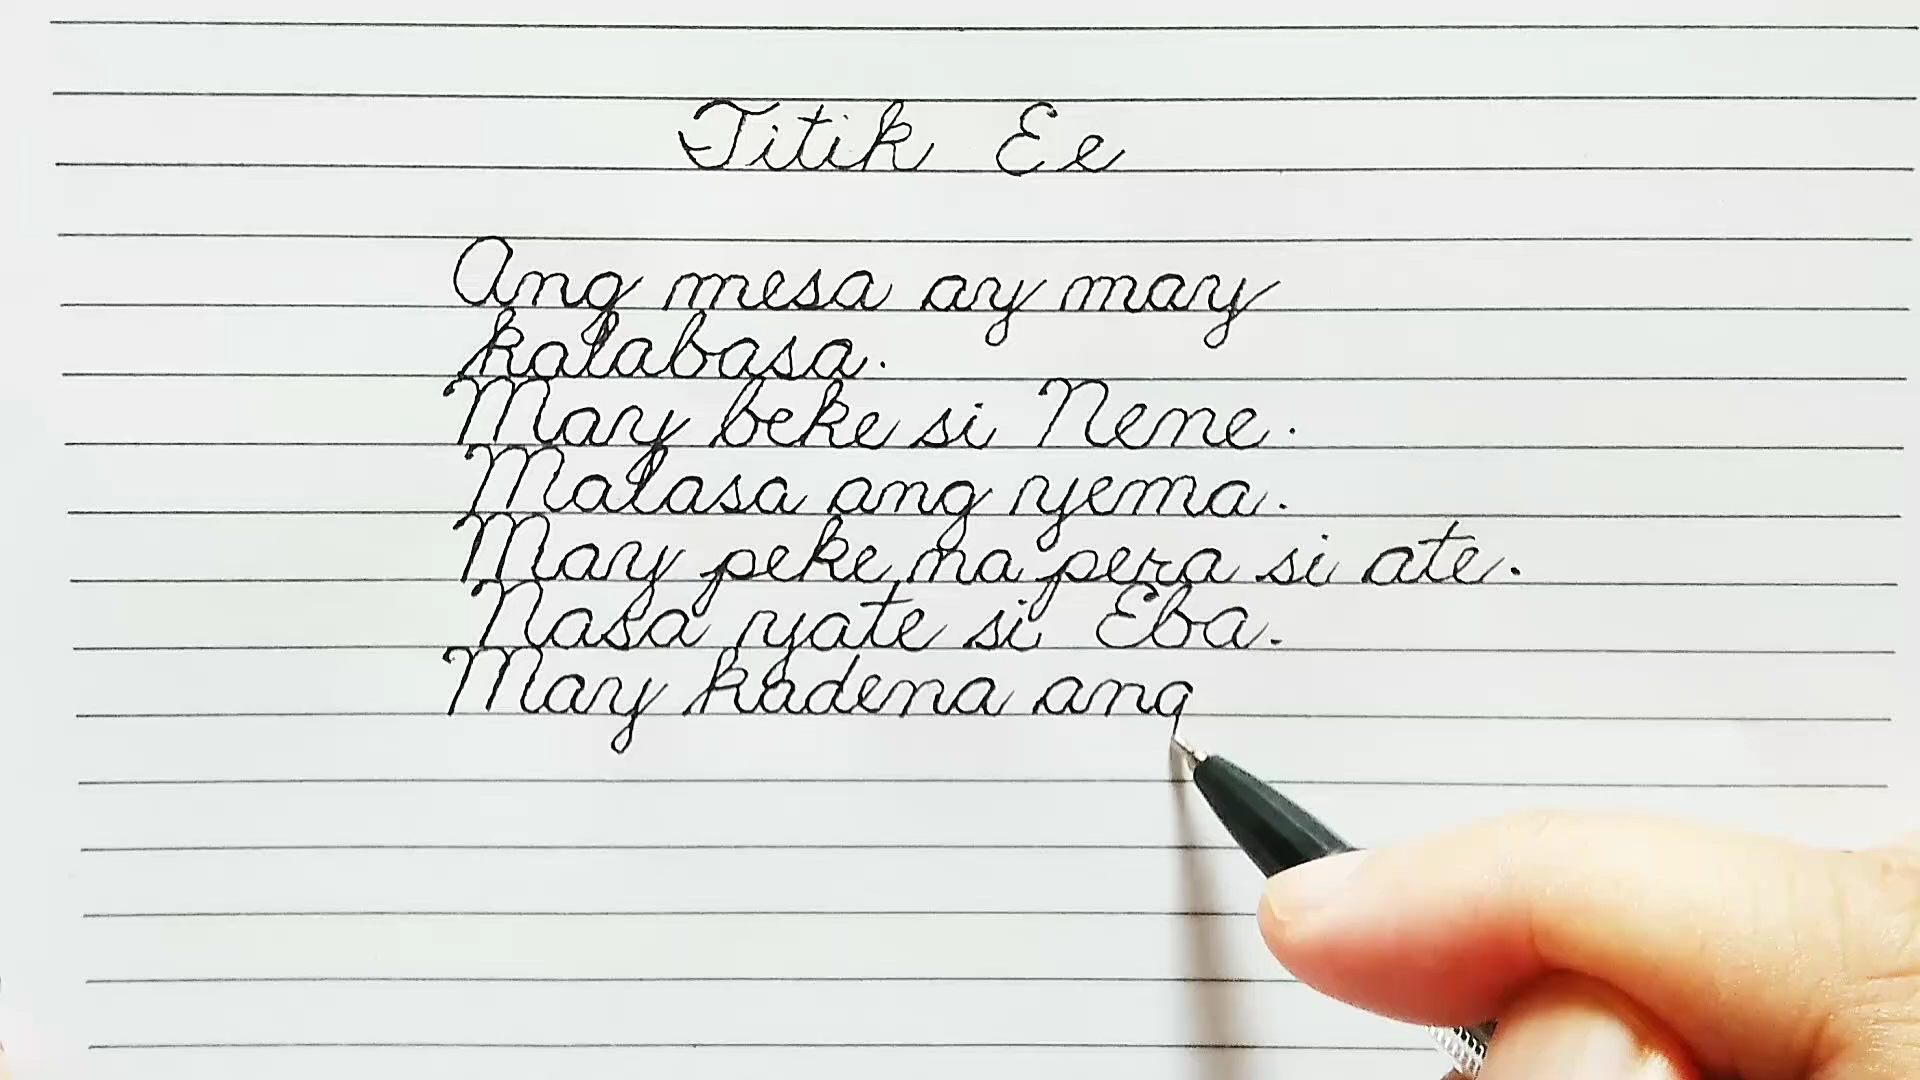 Titik Ee
Ang mesa ay may
kalabasa.
May beke si Nene.
Malasa ang yema.
May peke na pera si ate.
Nasa yate si Eba.
May kadena ang